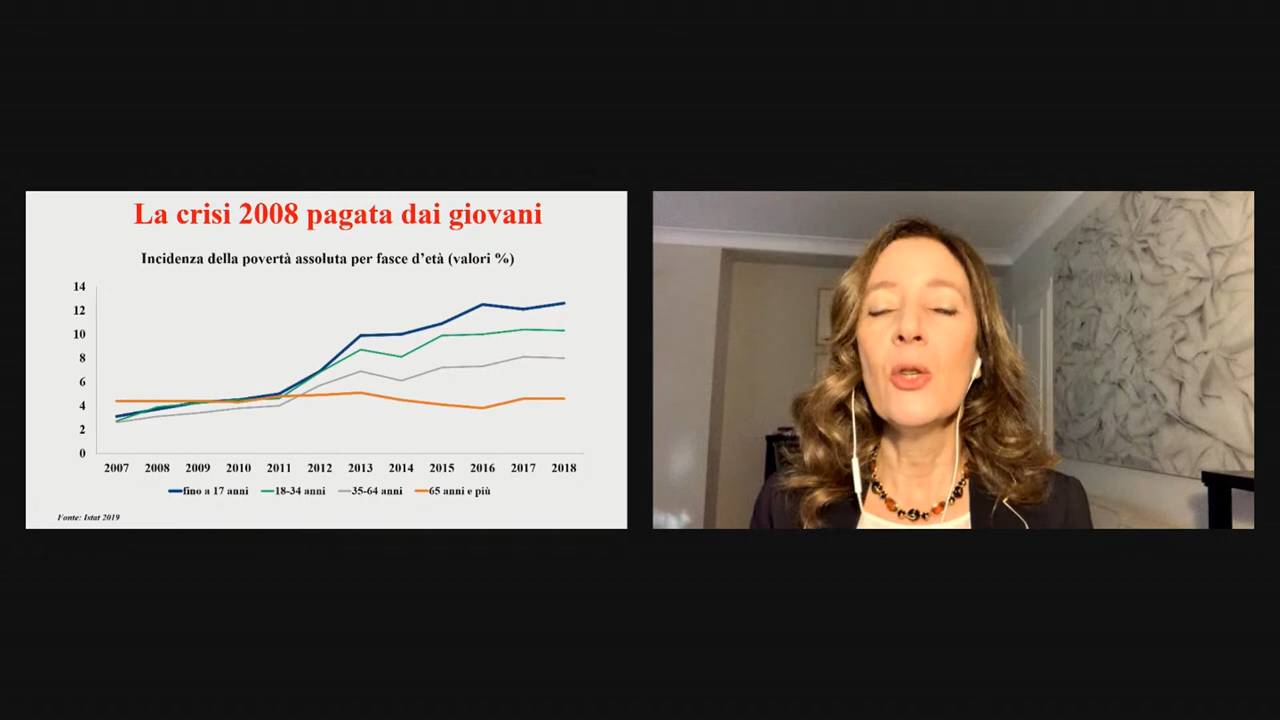 La crisi 2008 pagata dai giovani
Incidenza della povertà assoluta per fasce d'età (valori %)
14
12
10
8
6
4
2
0
2007 2008 2009 2010 2011 2012 2013 2014 2015 2016 2017 2018
fino a 17 anni 18-34 anni 35-64 anni 65 anni e più
Fonte: Istat 2019